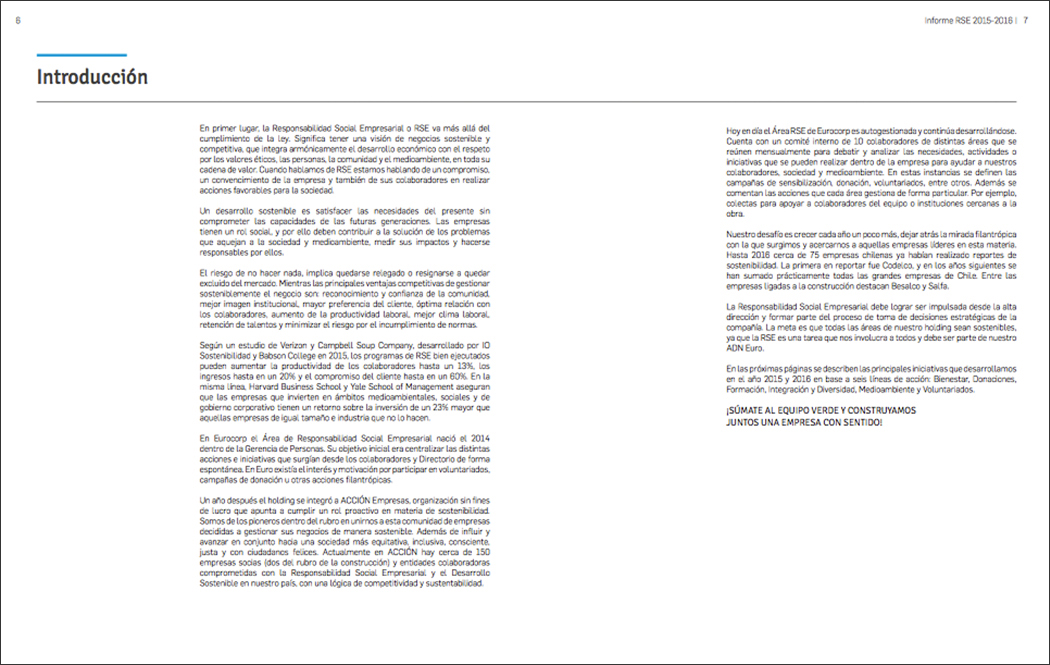 6
Informe RSE 2015-2016 | 7
Introducción
En primer lugar, la Responsabilidad Social Empresarial o RSE va más allá del
cumplimiento de la ley. Significa tener una visión de negocios sostenible y
competitiva, que integra armónicamente el desarrollo económico con el respeto
por los valores éticos, las personas, la comunidad y el medioambiente, en toda su
cadena de valor. Cuando hablamos de RSE estamos hablando de un compromiso,
un convencimiento de la empresa y también de sus colaboradores en realizar
acciones favorables para la sociedad.
Un desarrollo sostenible es satisfacer las necesidades del presente sin
comprometer las capacidades de las futuras generaciones. Las empresas
tienen un rol social, y por ello deben contribuir a la solución de los problemas
que aquejan a la sociedad y medioambiente, medir sus impactos y hacerse
responsables por ellos.
El riesgo de no hacer nada, implica quedarse relegado o resignarse a quedar
excluido del mercado. Mientras las principales ventajas competitivas de gestionar
sosteniblemente el negocio son: reconocimiento y confianza de la comunidad,
mejor imagen institucional, mayor preferencia del cliente, óptima relación con
los colaboradores, aumento de la productividad laboral, mejor clima laboral,
retención de talentos y minimizar el riesgo por el incumplimiento de normas.
Según un estudio de Verizon y Campbell Soup Company, desarrollado por IO
Sostenibilidad y Babson College en 2015, los programas de RSE bien ejecutados
pueden aumentar la productividad de los colaboradores hasta un 13%, los
ingresos hasta en un 20% y el compromiso del cliente hasta en un 60%. En la
misma línea, Harvard Business School y Yale School of Management aseguran
que las empresas que invierten en ámbitos medioambientales, sociales y de
gobierno corporativo tienen un retorno sobre la inversión de un 23% mayor que
aquellas empresas de igual tamaño e industria que no lo hacen.
En Eurocorp el Área de Responsabilidad Social Empresarial nació el 2014
dentro de la Gerencia de Personas. Su objetivo inicial era centralizar las distintas
acciones e iniciativas que surgían desde los colaboradores y Directorio de forma
espontánea. En Euro existía el interés y motivación por participar en voluntariados,
campañas de donación u otras acciones filantrópicas.
Un año después el holding se integró a ACCIÓN Empresas, organización sin fines
de lucro que apunta a cumplir un rol proactivo en materia de sostenibilidad.
Somos de los pioneros dentro del rubro en unirnos a esta comunidad de empresas
decididas a gestionar sus negocios de manera sostenible. Además de influir y
avanzar en conjunto hacia una sociedad más equitativa, inclusiva, consciente,
justa y con ciudadanos felices. Actualmente en ACCIÓN hay cerca de 150
empresas socias (dos del rubro de la construcción) y entidades colaboradoras
comprometidas con la Responsabilidad Social Empresarial y el Desarrollo
Sostenible en nuestro país, con una lógica de competitividad y sustentabilidad.
Hoy en día el Área RSE de Eurocorp es autogestionada y continúa desarrollándose.
Cuenta con un comité interno de 10 colaboradores de distintas áreas que se
reúnen mensualmente para debatir y analizar las necesidades, actividades o
iniciativas que se pueden realizar dentro de la empresa para ayudar a nuestros
colaboradores, sociedad y medioambiente. En estas instancias se definen las
campañas de sensibilización, donación, voluntariados, entre otros. Además se
comentan las acciones que cada área gestiona de forma particular. Por ejemplo,
colectas para apoyar a colaboradores del equipo o instituciones cercanas a la
obra.
Nuestro desafío es crecer cada año un poco más, dejar atrás la mirada filantrópica
con la que surgimos y acercarnos a aquellas empresas líderes en esta materia.
Hasta 2016 cerca de 75 empresas chilenas ya habían realizado reportes de
sostenibilidad. La primera en reportar fue Codelco, y en los años siguientes se
han sumado prácticamente todas las grandes empresas de Chile. Entre las
empresas ligadas a la construcción destacan Besalco y Salfa.
La Responsabilidad Social Empresarial debe lograr ser impulsada desde la alta
dirección y formar parte del proceso de toma de decisiones estratégicas de la
compañía. La meta es que todas las áreas de nuestro holding sean sostenibles,
ya que la RSE es una tarea que nos involucra a todos y debe ser parte de nuestro
ADN Euro.
En las próximas páginas se describen las principales iniciativas que desarrollamos
en el año 2015 y 2016 en base a seis líneas de acción: Bienestar, Donaciones,
Formación, Integración y Diversidad, Medioambiente y Voluntariados.
¡SÚMATE AL EQUIPO VERDE Y CONSTRUYAMOS
JUNTOS UNA EMPRESA CON SENTIDO!